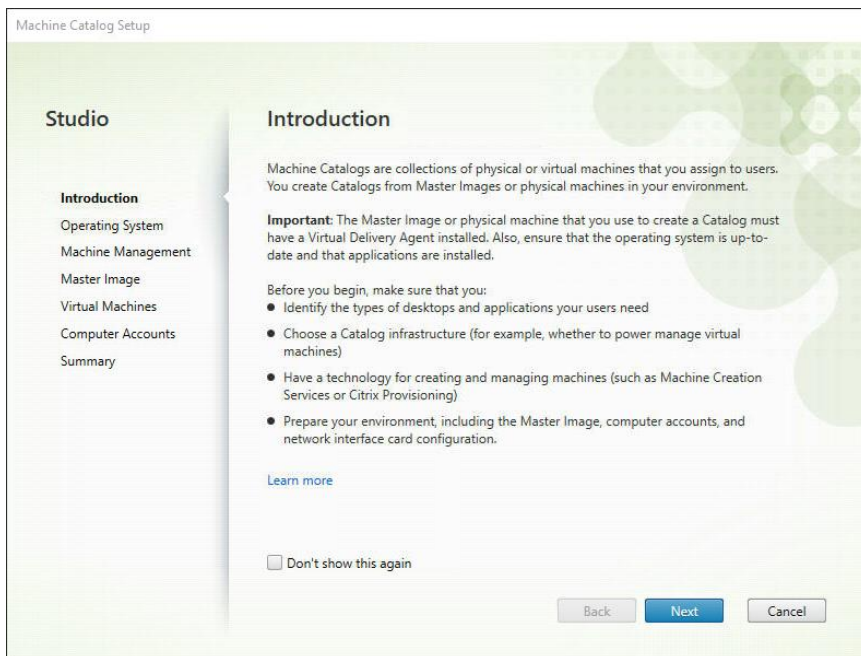 Machine Catalog Setup
Studio
Introduction
Operating System
Machine Management
Master Image
Virtual Machines
Computer Accounts
Summary
Introduction
Machine Catalogs are collections of physical or virtual machines that you assign to users.
You create Catalogs from Master Images or physical machines in your environment.
Important: The Master Image or physical machine that you use to create a Catalog must
have a Virtual Delivery Agent installed. Also, ensure that the operating system is up-to-
date and that applications are installed.
Before you begin, make sure that you:
● Identify the types of desktops and applications your users need
● Choose a Catalog infrastructure (for example, whether to power manage virtual
machines)
● Have a technology for creating and managing machines (such as Machine Creation
Services or Citrix Provisioning)
● Prepare your environment, including the Master Image, computer accounts, and
network interface card configuration.
Learn more
Don't show this again
Back
Next
Cancel